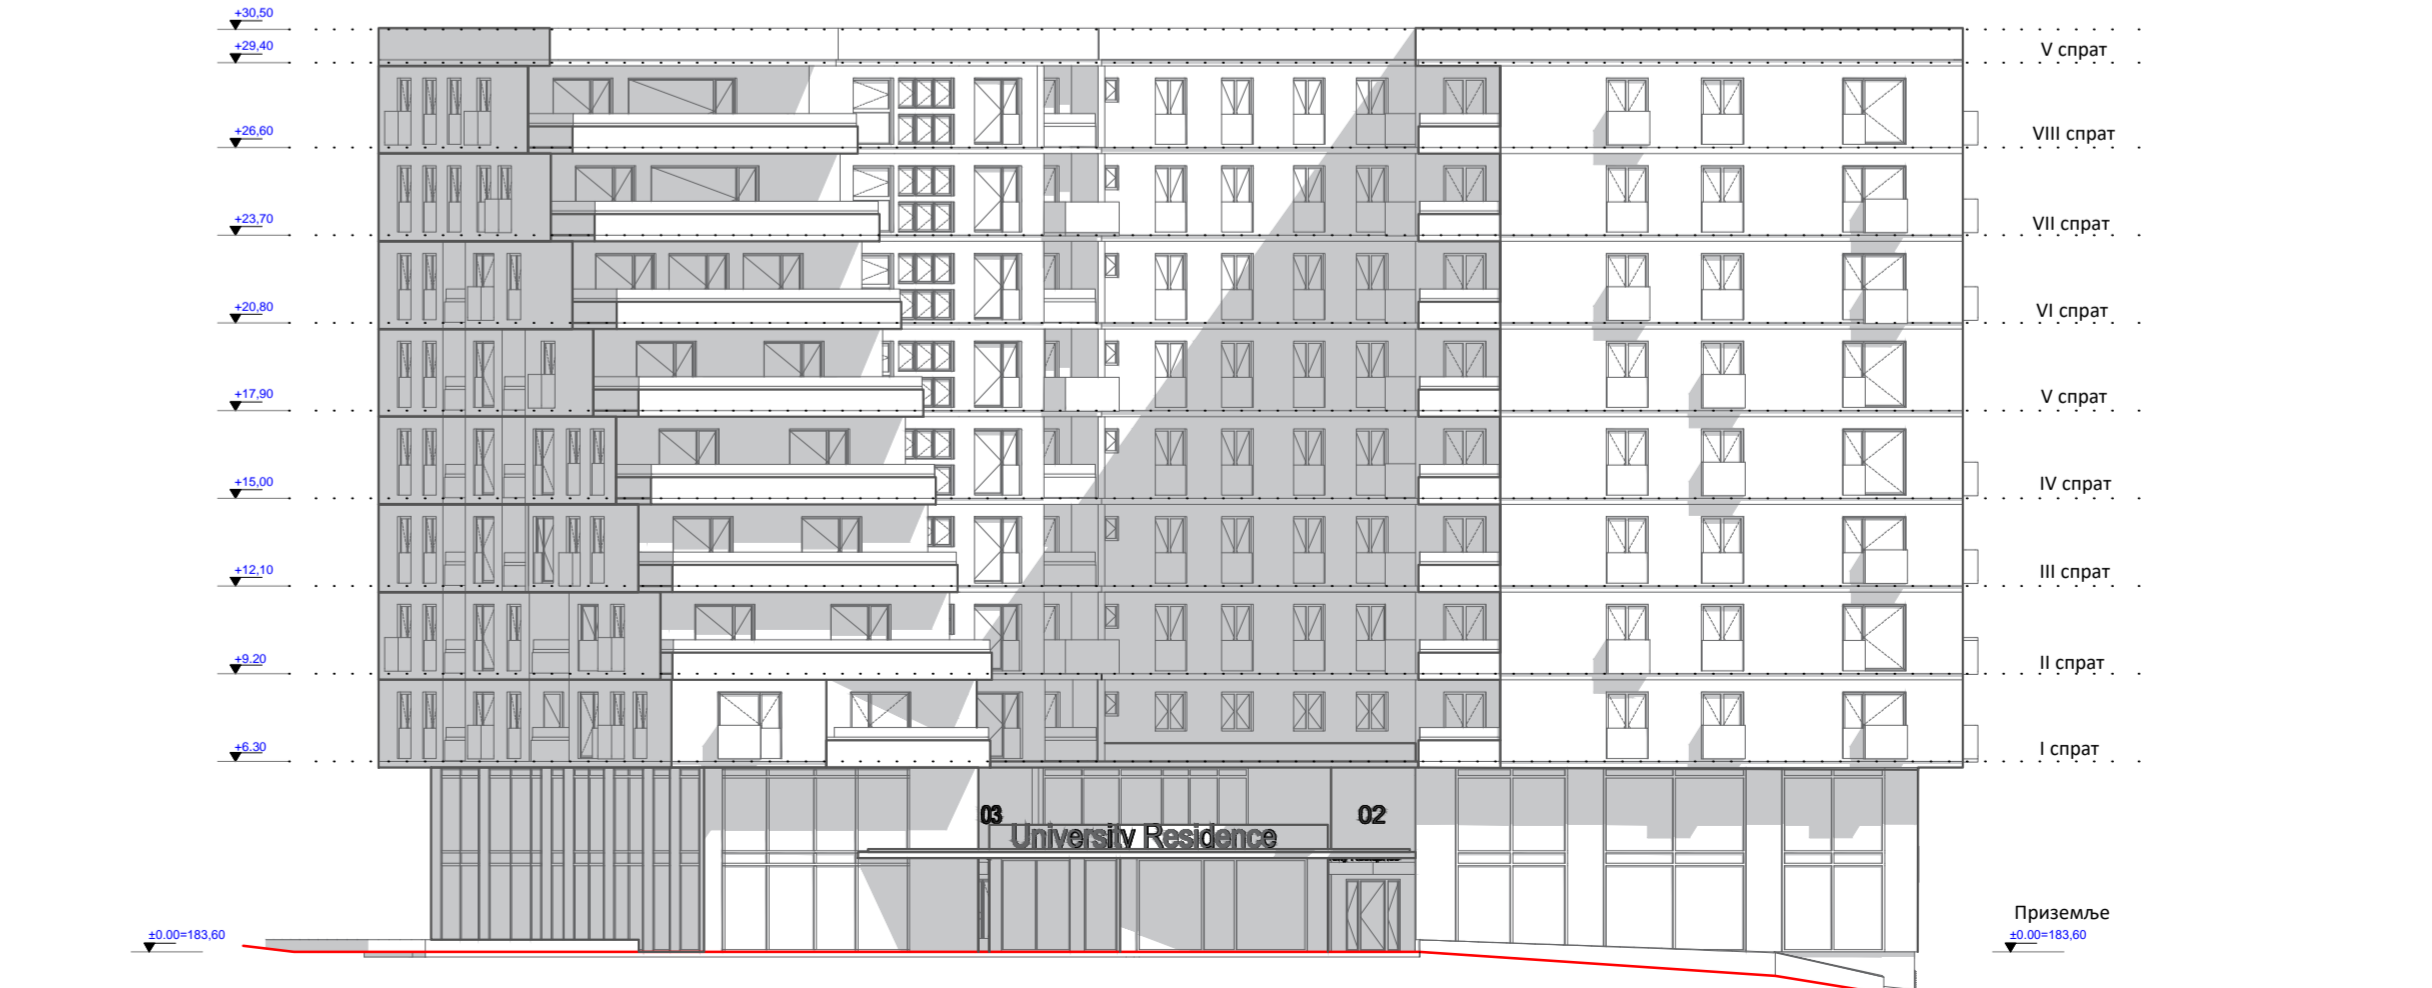 +30,50
+29,40
V спрат
+26,60
VIII спрат
+23,70
VII спрат
+20,80
VI спрат
+17,90
V спрат
+15,00
IV спрат
+12,10
III спрат
+9.20
II спрат
+6.30
I спрат
03
02
University Residence
Приземље
±0.00=183,60
±0.00=183,60